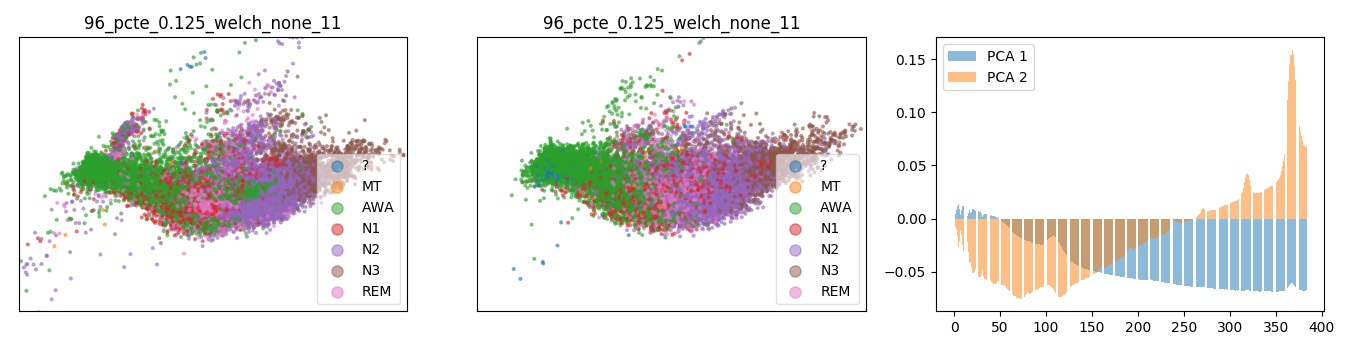 96_pcte_0.125_welch_none_11
?
MT
AWA
N1
N2
N3
REM
96_pcte_0.125_welch_none_11
?
MT
AWA
N1
N2
N3
REM
PCA 1
PCA 2
0.15
0.10
0.05
0.00
−0.05
0 50 100 150 200 250 300 350 400